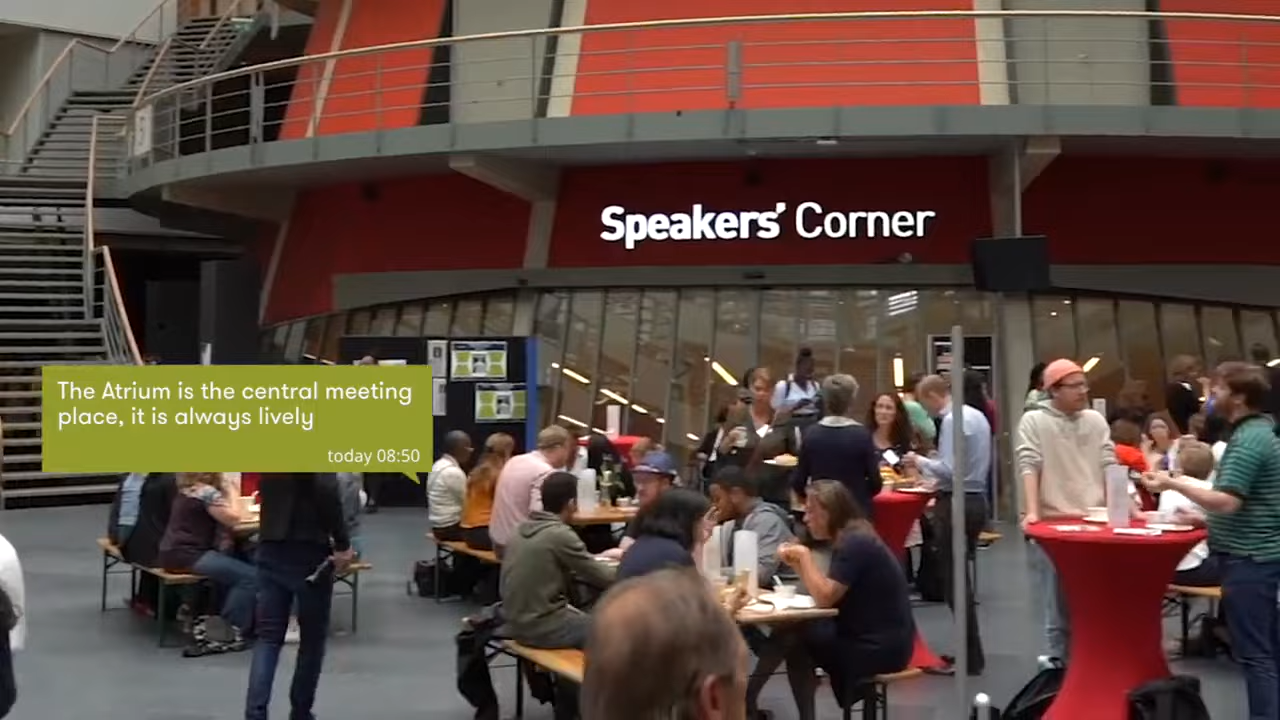 Speakers' Corner
The Atrium is the central meeting
place, it is always lively
today 08:50